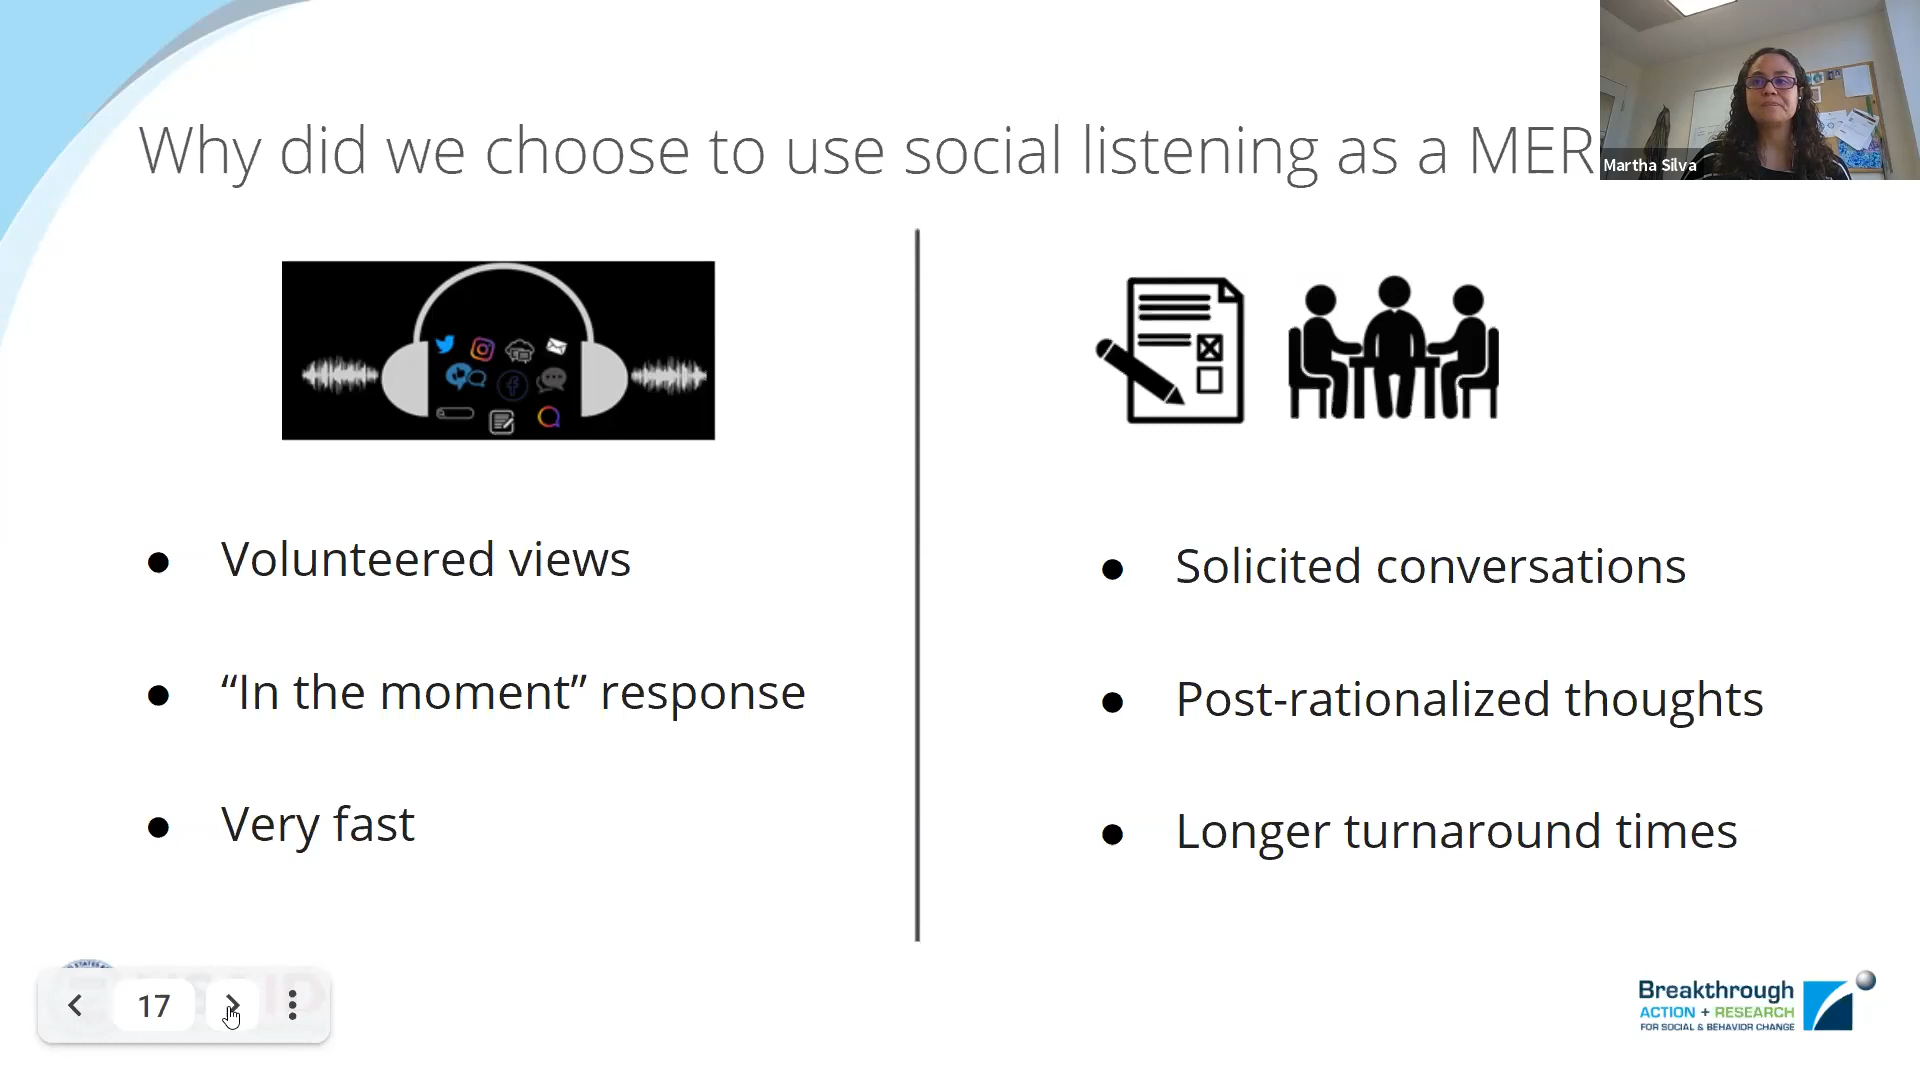 Why did we choose to use social listening as a MER
Martha Silva
Volunteered views
“In the moment” response
Very fast
Solicited conversations
Post-rationalized thoughts
Longer turnaround times
17
Breakthrough
ACTION + RESEARCH
FOR SOCIAL & BEHAVIOR CHANGE